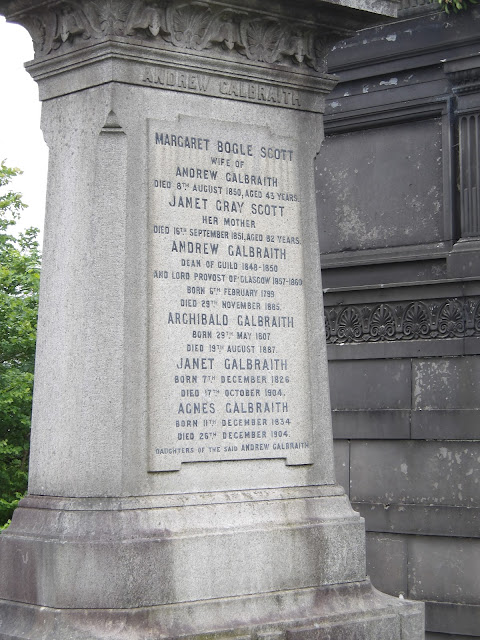 ANDREW GALBRAITH
MARGARET BOGLE SCOTT
WIFE OF
ANDREW GALBRAITH
DIED 8TH AUGUST 1850, AGED 43 YEARS.
JANET GRAY SCOTT
HER MOTHER
DIED 16TH SEPTEMBER 1851, AGED 82 YEARS.
ANDREW GALBRAITH
DEAN OF GUILD 1848-1850
AND LORD PROVOST OF GLASGOW 1857-1860
BORN 6TH FEBRUARY 1799
DIED 29TH NOVEMBER 1885.
ARCHIBALD GALBRAITH
BORN 29TH MAY 1807
DIED 19TH AUGUST 1887.
JANET GALBRAITH
BORN 7TH DECEMBER 1826
DIED 17TH OCTOBER 1904.
AGNES GALBRAITH
BORN 11TH DECEMBER 1834
DIED 26TH DECEMBER 1904.
DAUGHTERS OF THE SAID ANDREW GALBRAITH